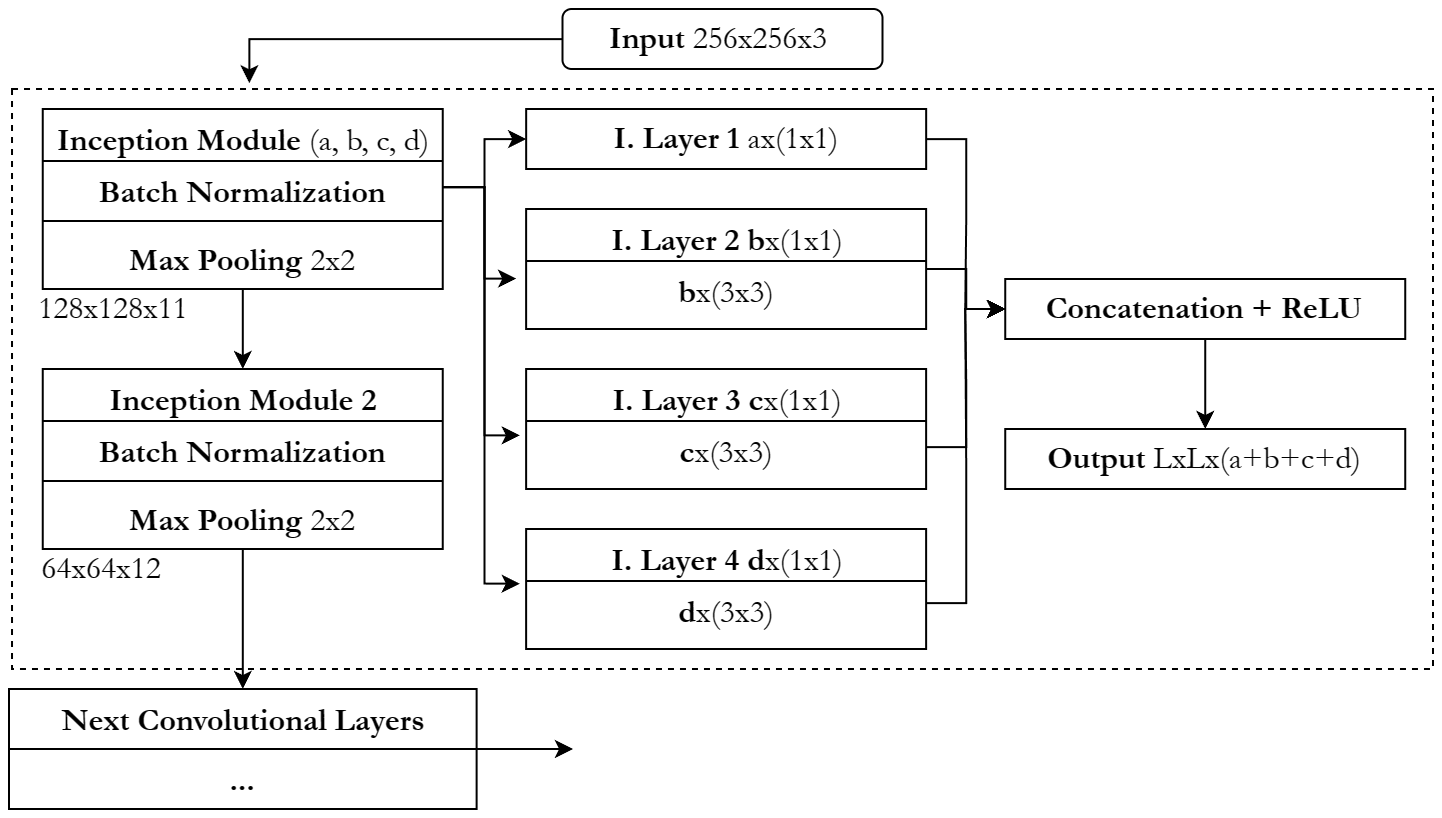 Input 256x256x3
Inception Module (a, b, c, d)
Batch Normalization
Max Pooling 2x2
128x128x11
Inception Module 2
Batch Normalization
Max Pooling 2x2
64x64x12
Next Convolutional Layers
...
I. Layer 1 ax(1x1)
I. Layer 2 bx(1x1)
bx(3x3)
I. Layer 3 cx(1x1)
cx(3x3)
I. Layer 4 dx(1x1)
dx(3x3)
Concatenation + ReLU
Output LxLx(a+b+c+d)